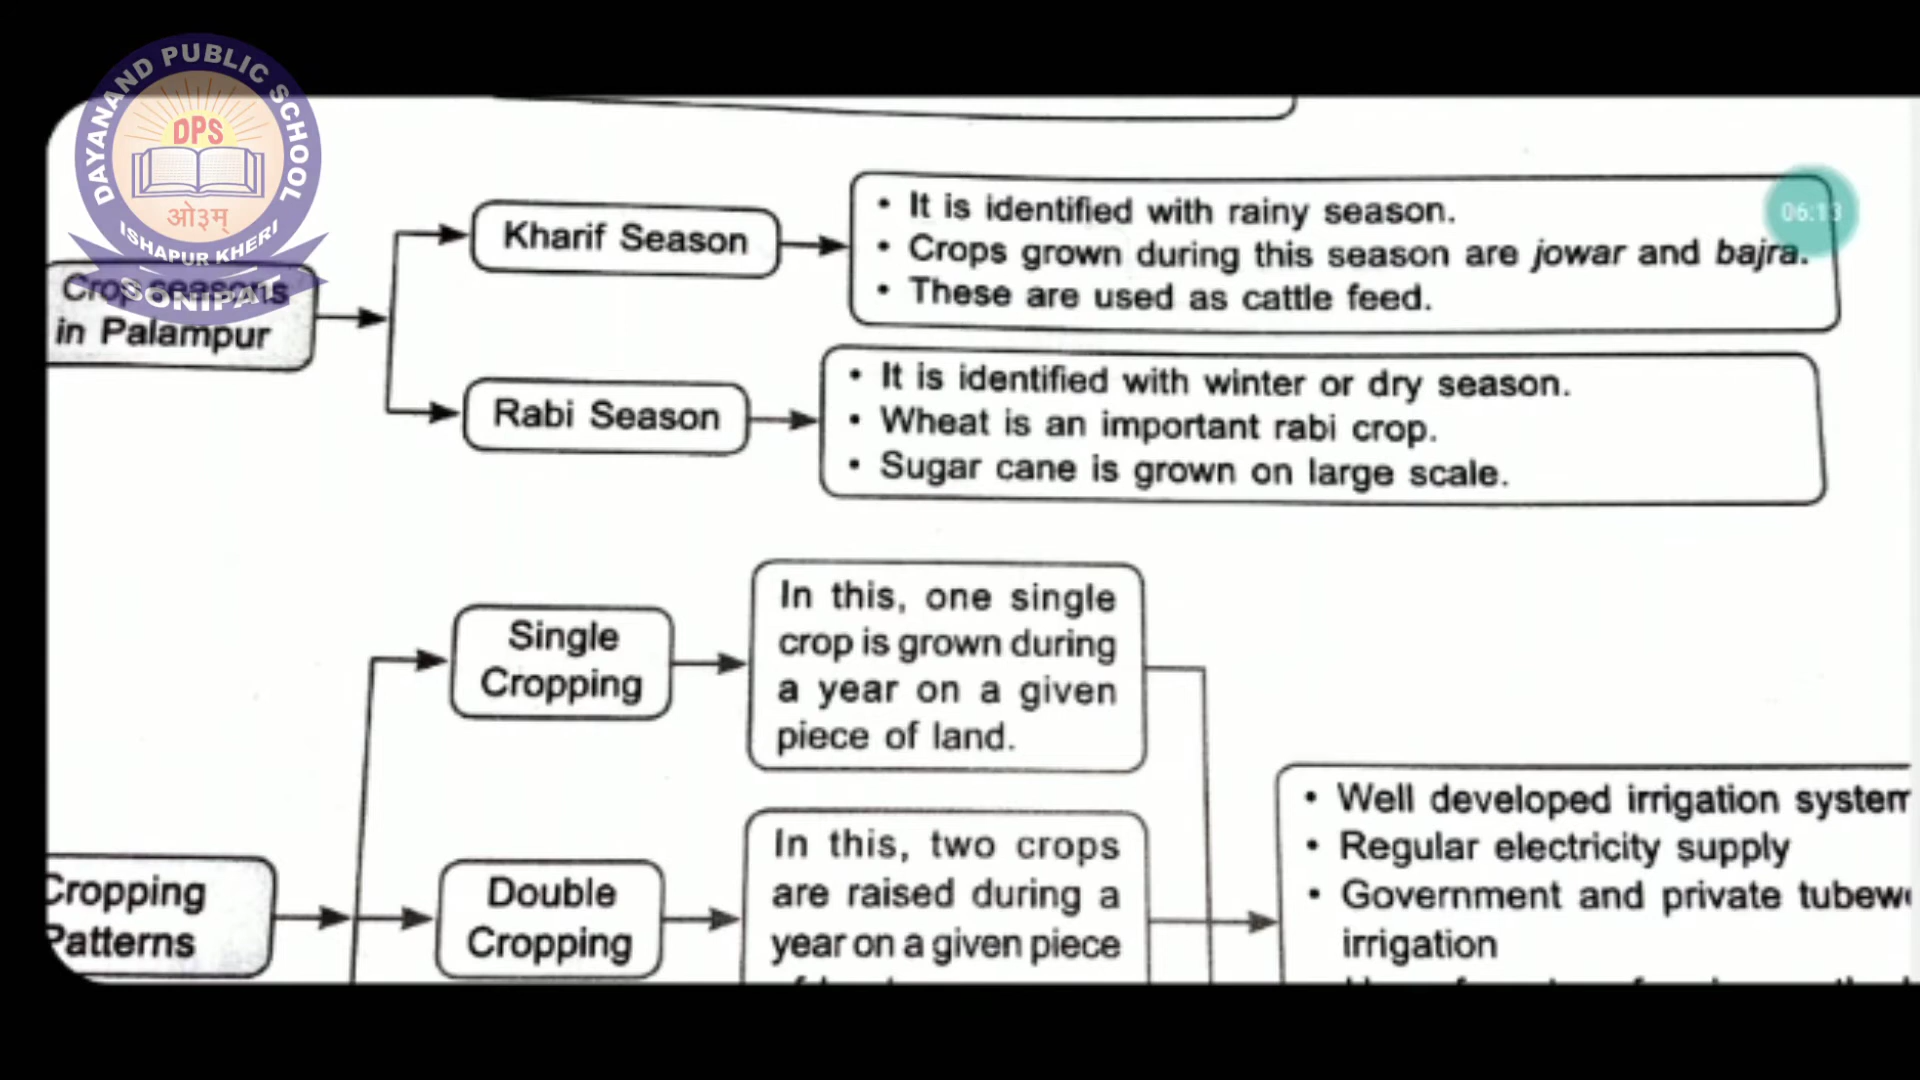 DAYANAND PUBLIC SCHOOL
DPS
ओ३म्
ISHAPUR KHERI
SONIPAT
06:13
Crop seasons
in Palampur
Kharif Season
• It is identified with rainy season.
• Crops grown during this season are jowar and bajra.
• These are used as cattle feed.
Rabi Season
• It is identified with winter or dry season.
• Wheat is an important rabi crop.
• Sugar cane is grown on large scale.
Cropping
Patterns
Single
Cropping
In this, one single
crop is grown during
a year on a given
piece of land.
Double
Cropping
In this, two crops
are raised during a
year on a given piece
• Well developed irrigation system
• Regular electricity supply
• Government and private
irrigation